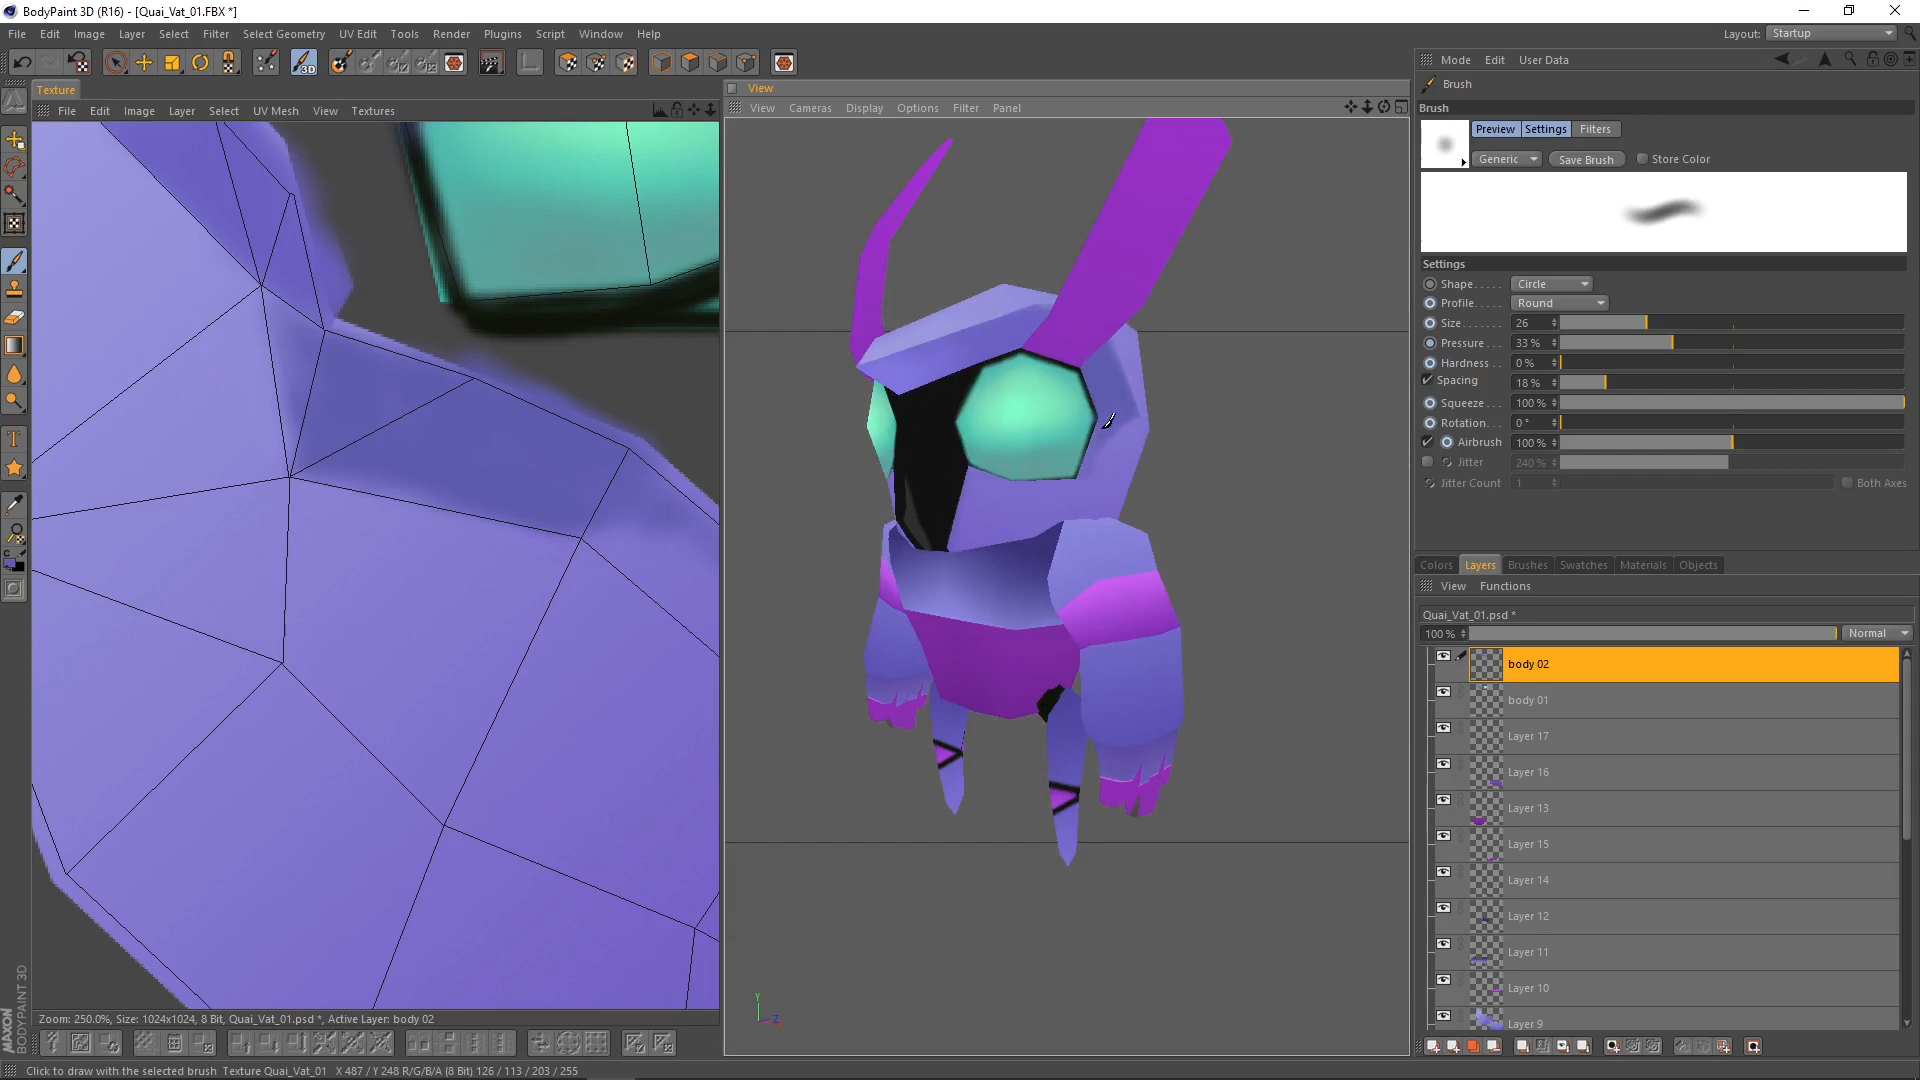 BodyPaint 3D (R16) - [Quai_Vat_01.FBX *]
File Edit Image Layer Select Filter Select Geometry UV Edit Tools Render Plugins Script Window Help
Layout: Startup
Texture
File Edit Image Layer Select UV Mesh View Textures
View
View Cameras Display Options Filter Panel
Mode Edit User Data
Brush
Brush
Preview Settings Filters
Generic Save Brush Store Color
Settings
Shape..... Circle
Profile..... Round
Size....... 26
Pressure... 33 %
Hardness.. 0 %
Spacing 18 %
Squeeze... 100 %
Rotation... 0 °
Airbrush 100 %
Jitter 240 %
Jitter Count 1 Both Axes
Colors Layers Brushes Swatches Materials Objects
View Functions
Quai_Vat_01.psd *
100 % Normal
body 02
body 01
Layer 17
Layer 16
Layer 13
Layer 15
Layer 14
Layer 12
Layer 11
Layer 10
Layer 9
Y
Z
MAXON
BODYPAINT 3D
Zoom: 250.0%, Size: 1024x1024, 8 Bit, Quai_Vat_01.psd *, Active Layer: body 02
Click to draw with the selected brush Texture Quai_Vat_01 X 487 / Y 248 R/G/B/A (8 Bit) 126 / 113 / 203 / 255